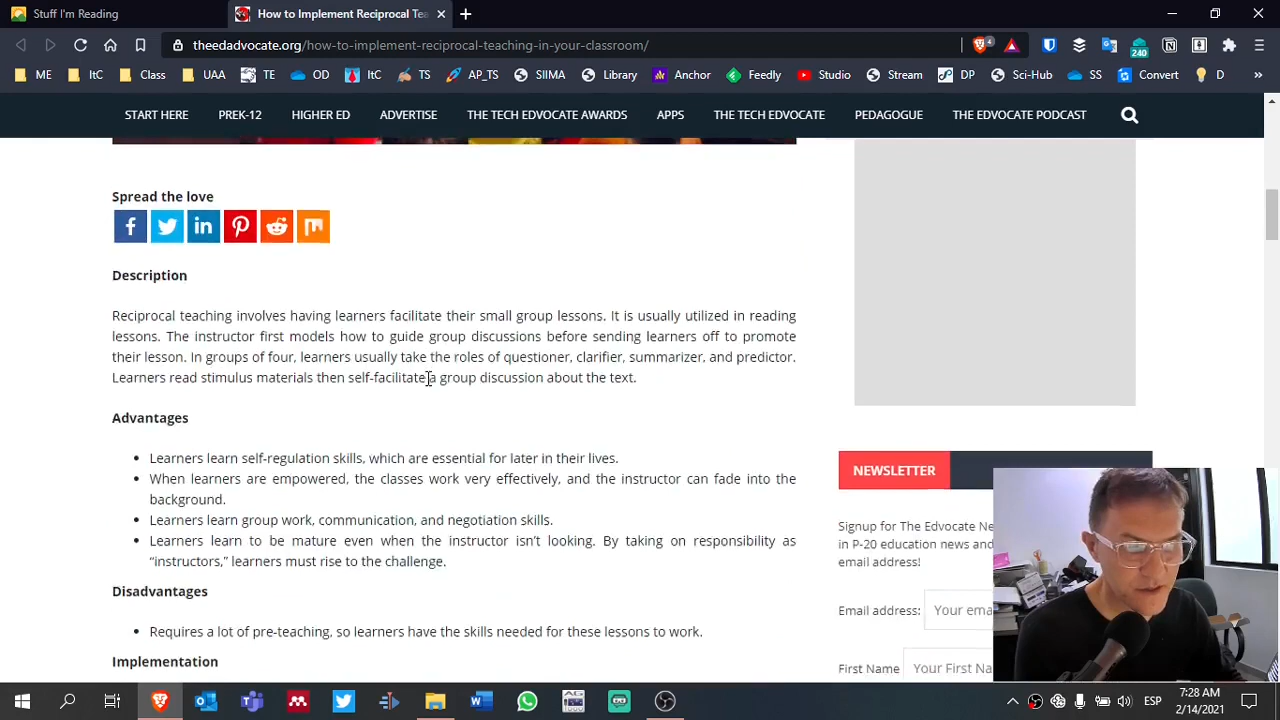 Stuff I'm Reading
How to Implement Reciprocal Tea
theedadvocate.org/how-to-implement-reciprocal-teaching-in-your-classroom/
4
240
ME ItC Class UAA TE OD ItC TS AP_TS SIIMA Library Anchor Feedly Studio Stream DP Sci-Hub SS Convert D »
START HERE PREK-12 HIGHER ED ADVERTISE THE TECH EDVOCATE AWARDS APPS THE TECH EDVOCATE PEDAGOGUE THE EDVOCATE PODCAST
Spread the love
Description
Reciprocal teaching involves having learners facilitate their small group lessons. It is usually utilized in reading
lessons. The instructor first models how to guide group discussions before sending learners off to promote
their lesson. In groups of four, learners usually take the roles of questioner, clarifier, summarizer, and predictor.
Learners read stimulus materials then self-facilitate a group discussion about the text.
Advantages
• Learners learn self-regulation skills, which are essential for later in their lives.
• When learners are empowered, the classes work very effectively, and the instructor can fade into the
background.
• Learners learn group work, communication, and negotiation skills.
• Learners learn to be mature even when the instructor isn't looking. By taking on responsibility as
“instructors,” learners must rise to the challenge.
Disadvantages
• Requires a lot of pre-teaching, so learners have the skills needed for these lessons to work.
Implementation
NEWSLETTER
Signup for The Edvocate Ne
in P-20 education news and
email address!
Email address: Your ema
First Name Your First Na
ESP
7:28 AM
2/14/2021